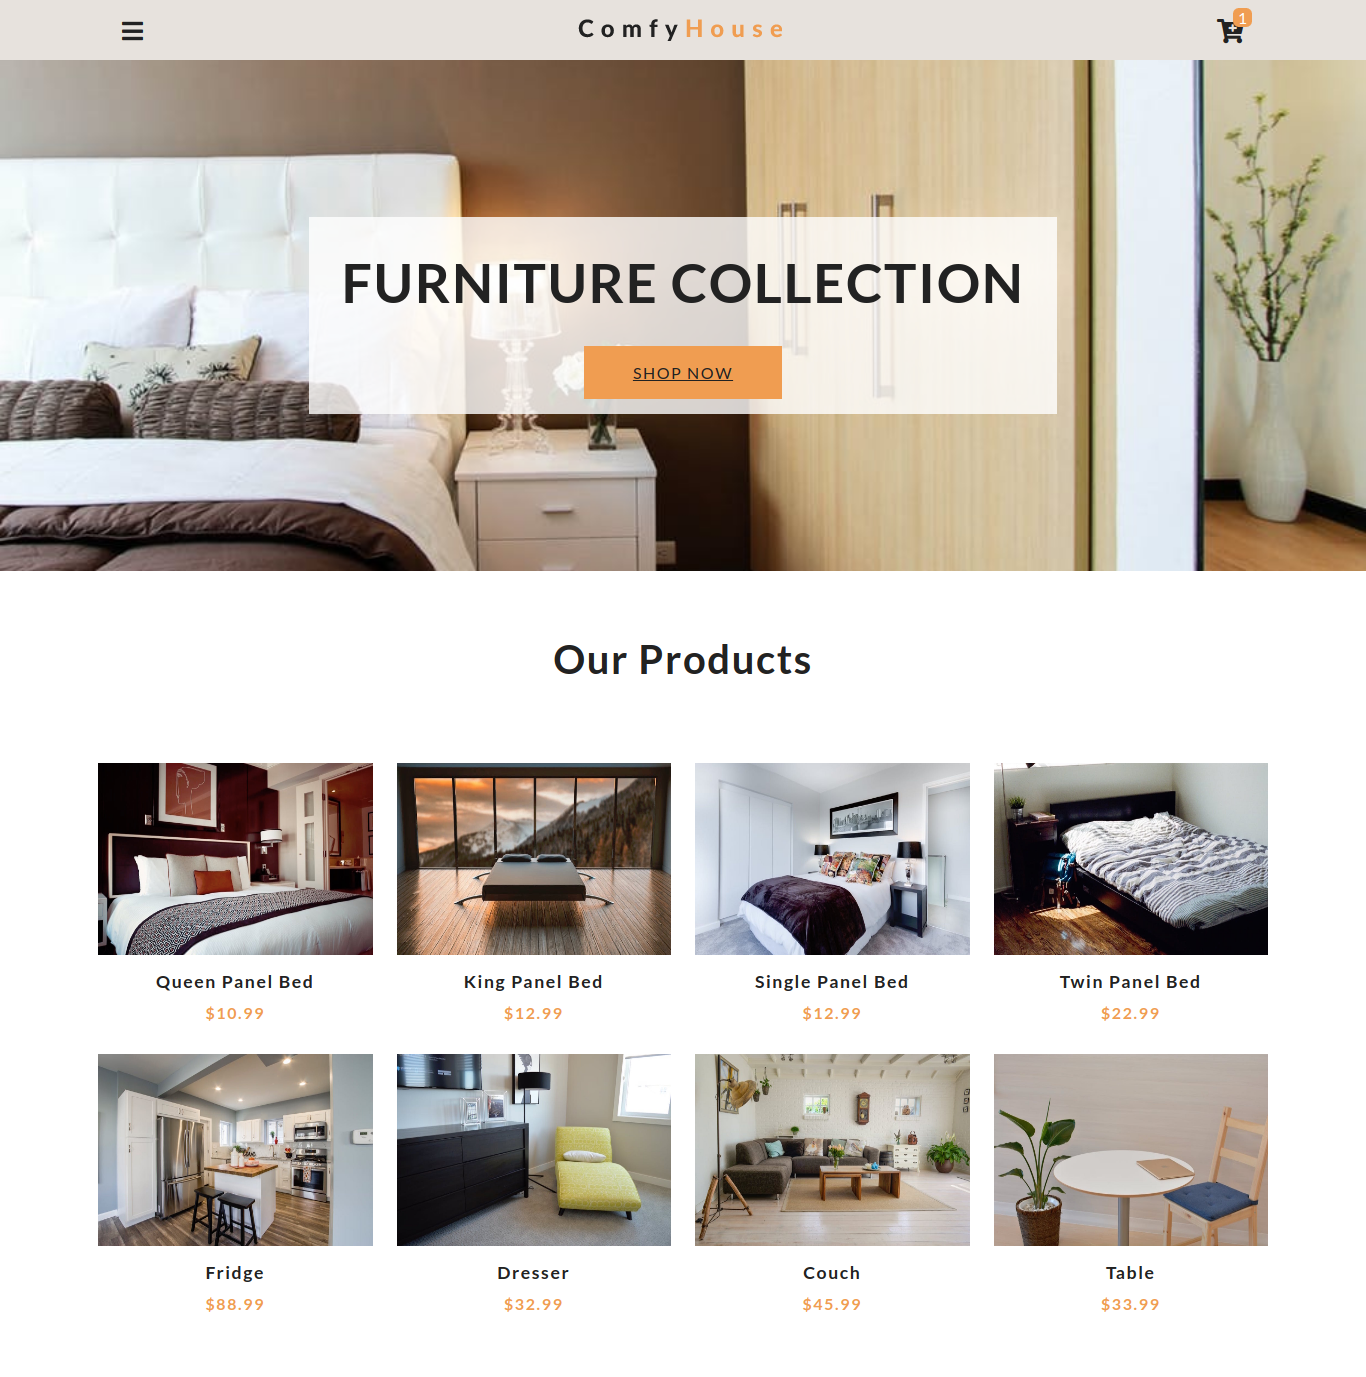 ComfyHouse
1
FURNITURE COLLECTION
SHOP NOW
Our Products
Queen Panel Bed
$10.99
King Panel Bed
$12.99
Single Panel Bed
$12.99
Twin Panel Bed
$22.99
Fridge
$88.99
Dresser
$32.99
Couch
$45.99
Table
$33.99